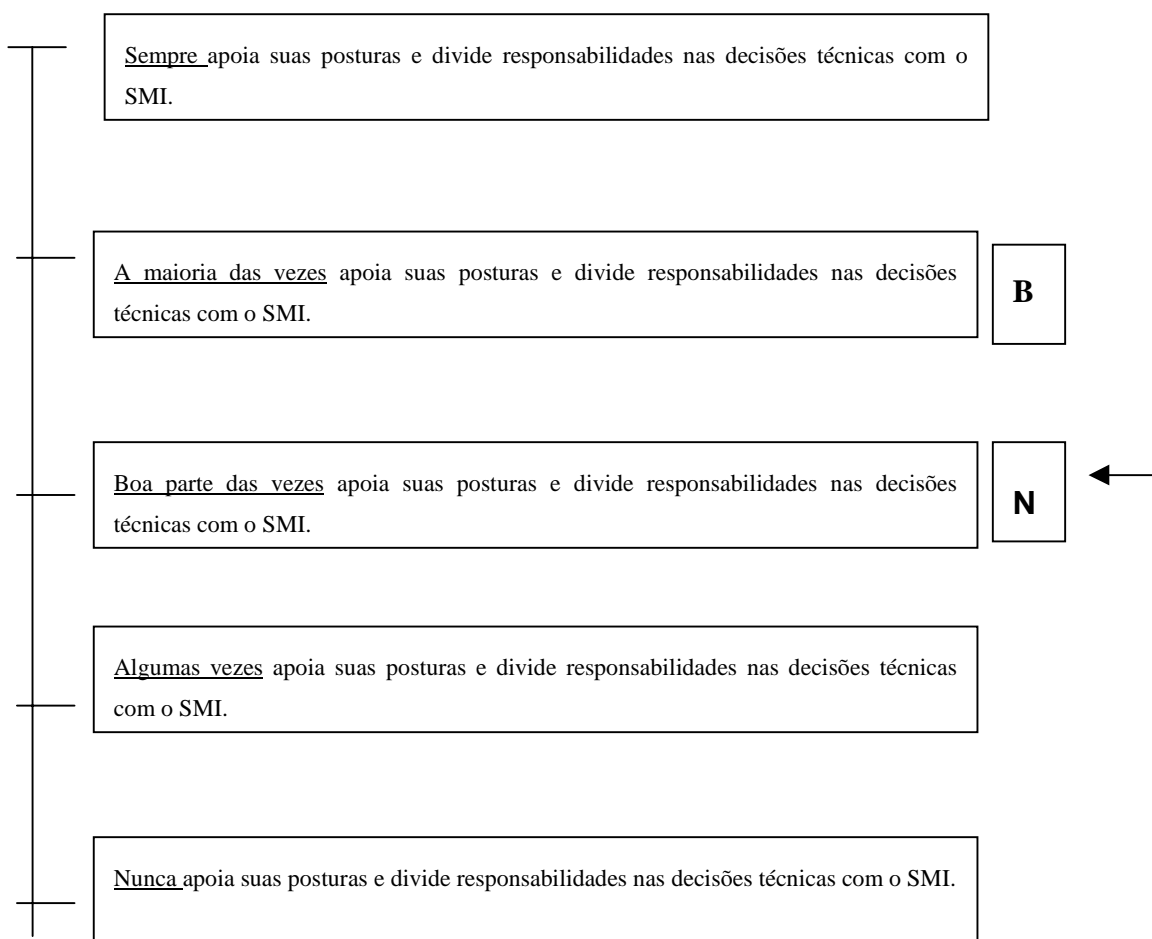 Sempre apoia suas posturas e divide responsabilidades nas decisões técnicas com o
SMI.
A maioria das vezes apoia suas posturas e divide responsabilidades nas decisões
técnicas com o SMI.
B
Boa parte das vezes apoia suas posturas e divide responsabilidades nas decisões
técnicas com o SMI.
N
Algumas vezes apoia suas posturas e divide responsabilidades nas decisões técnicas
com o SMI.
Nunca apoia suas posturas e divide responsabilidades nas decisões técnicas com o SMI.